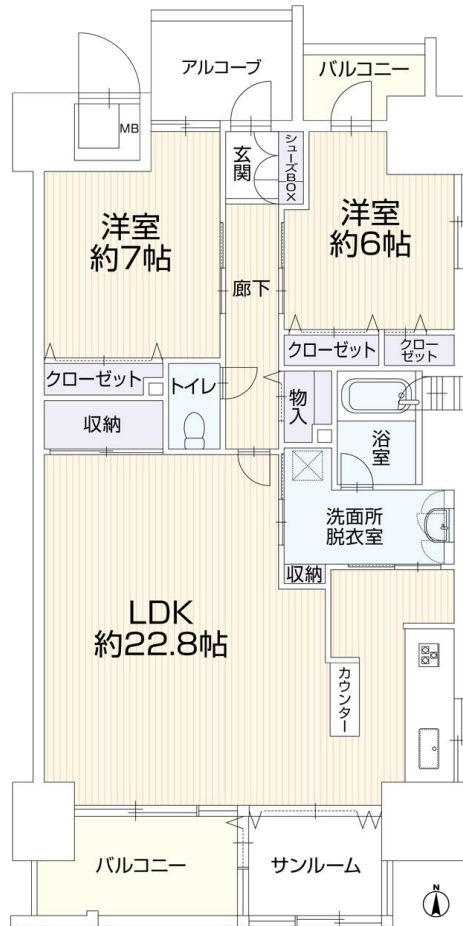 アルコーブ
バルコニー
MB
玄関
シューズBOX
洋室
約7帖
洋室
約6帖
廊下
クローゼット
クロー
ゼット
クローゼット
トイレ
物入
浴室
収納
洗面所
脱衣室
収納
LDK
約22.8帖
カウンター
バルコニー
サンルーム
N